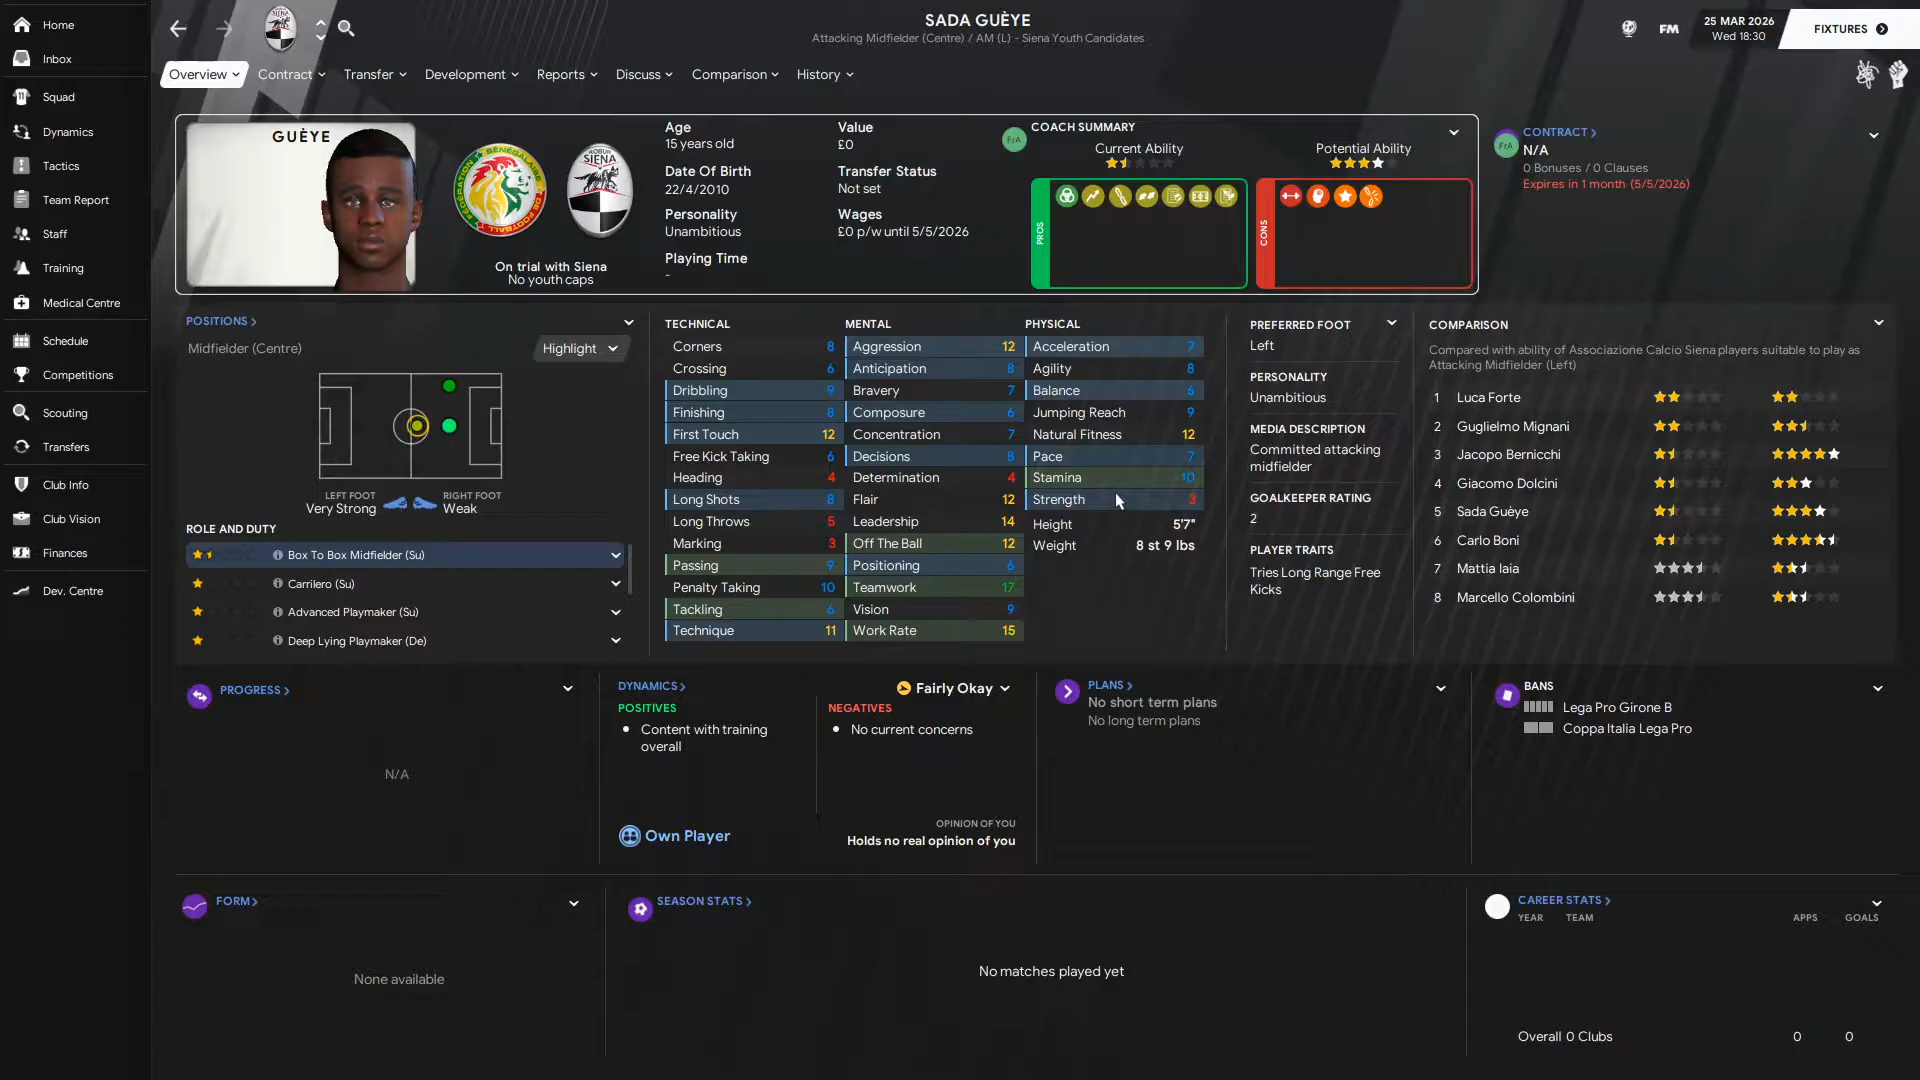 Home
Inbox
Squad
Dynamics
Tactics
Team Report
Staff
Training
Medical Centre
Schedule
Competitions
Scouting
Transfers
Club Info
Club Vision
Finances
Dev. Centre
SADA GUÈYE
Attacking Midfielder (Centre) / AM (L) - Siena Youth Candidates
FM
25 MAR 2026
Wed 18:30
FIXTURES
Overview
Contract
Transfer
Development
Reports
Discuss
Comparison
History
GUÈYE
ROBUR
SIENA
On trial with Siena
No youth caps
Age
15 years old
Date Of Birth
22/4/2010
Personality
Unambitious
Playing Time
-
Value
£0
Transfer Status
Not set
Wages
£0 p/w until 5/5/2026
FrA
COACH SUMMARY
Current Ability
Potential Ability
PROS
CONS
FrA
CONTRACT
N/A
0 Bonuses / 0 Clauses
Expires in 1 month (5/5/2026)
POSITIONS
Midfielder (Centre)
Highlight
LEFT FOOT
Very Strong
RIGHT FOOT
Weak
ROLE AND DUTY
Box To Box Midfielder (Su)
Carrilero (Su)
Advanced Playmaker (Su)
Deep Lying Playmaker (De)
TECHNICAL
Corners 8
Crossing 6
Dribbling 9
Finishing 8
First Touch 12
Free Kick Taking 6
Heading 4
Long Shots 8
Long Throws 5
Marking 3
Passing 9
Penalty Taking 10
Tackling 6
Technique 11
MENTAL
Aggression 12
Anticipation 8
Bravery 7
Composure 6
Concentration 7
Decisions 8
Determination 4
Flair 12
Leadership 14
Off The Ball 12
Positioning 6
Teamwork 17
Vision 9
Work Rate 15
PHYSICAL
Acceleration 7
Agility 8
Balance 6
Jumping Reach 9
Natural Fitness 12
Pace 7
Stamina 10
Strength 3
Height 5'7"
Weight 8 st 9 lbs
PREFERRED FOOT
Left
PERSONALITY
Unambitious
MEDIA DESCRIPTION
Committed attacking
midfielder
GOALKEEPER RATING
2
PLAYER TRAITS
Tries Long Range Free
Kicks
COMPARISON
Compared with ability of Associazione Calcio Siena players suitable to play as
Attacking Midfielder (Left)
1 Luca Forte
2 Guglielmo Mignani
3 Jacopo Bernicchi
4 Giacomo Dolcini
5 Sada Guèye
6 Carlo Boni
7 Mattia Iaia
8 Marcello Colombini
PROGRESS
N/A
DYNAMICS
Fairly Okay
POSITIVES
Content with training
overall
NEGATIVES
No current concerns
Own Player
OPINION OF YOU
Holds no real opinion of you
PLANS
No short term plans
No long term plans
BANS
Lega Pro Girone B
Coppa Italia Lega Pro
FORM
None available
SEASON STATS
No matches played yet
CAREER STATS
YEAR TEAM APPS GOALS
Overall 0 Clubs 0 0